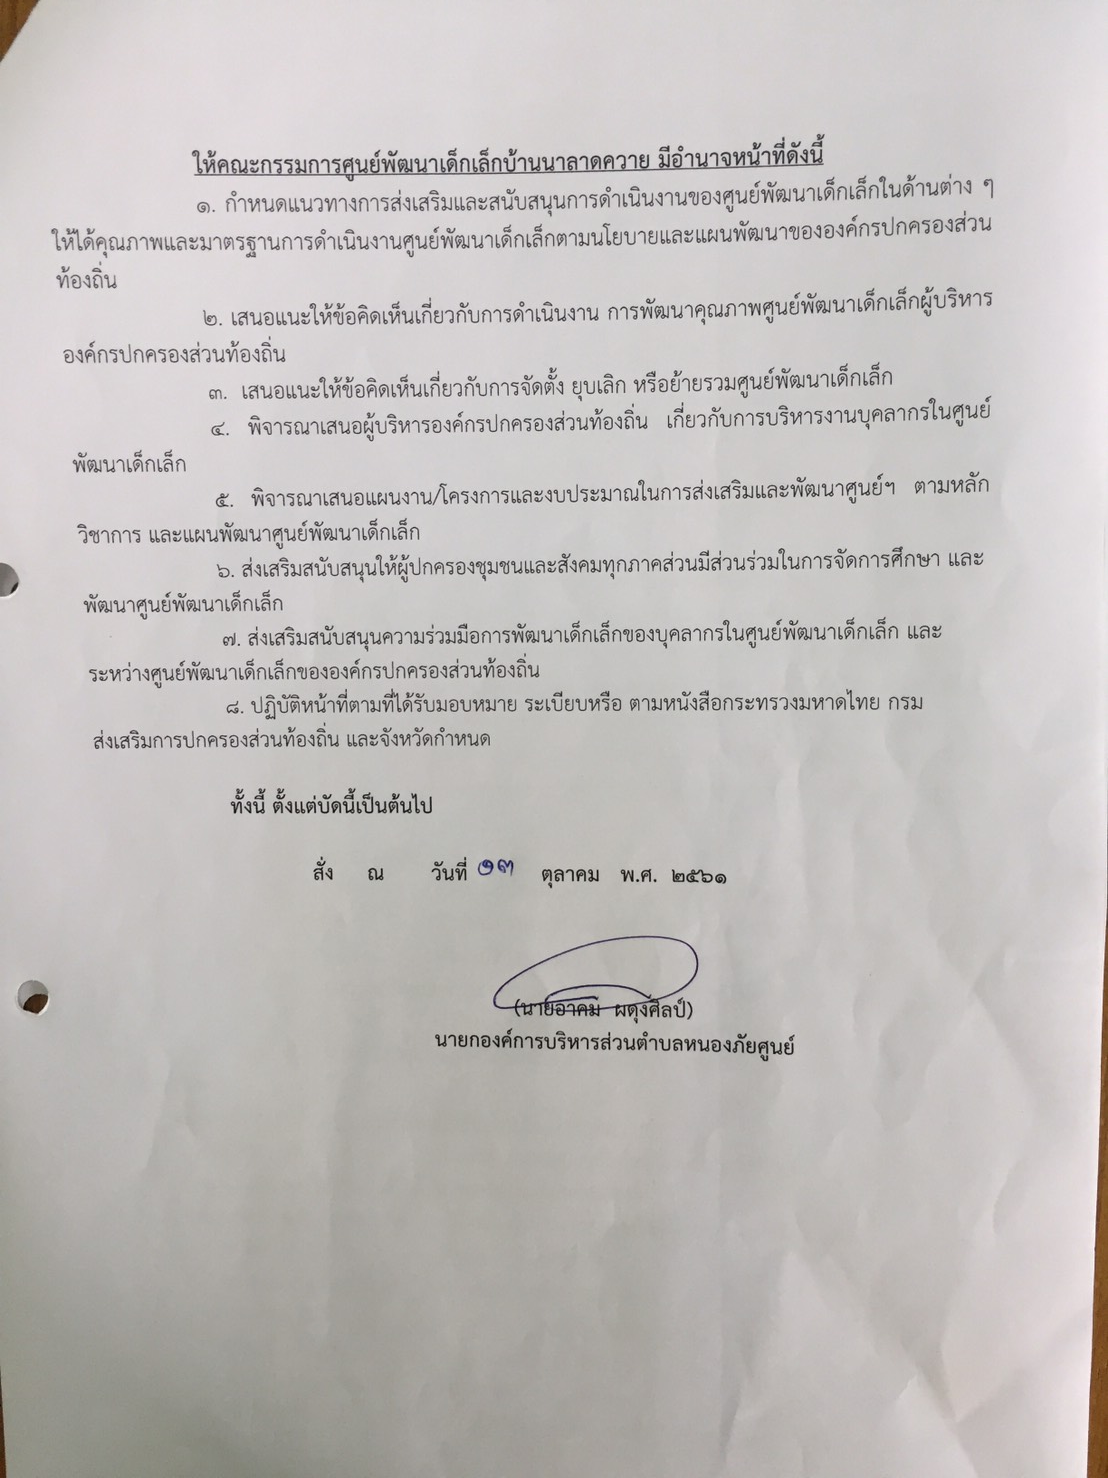 ให้คณะกรรมการศูนย์พัฒนาเด็กเล็กบ้านนาลาดควาย มีอำนาจหน้าที่ดังนี้
๑. กำหนดแนวทางการส่งเสริมและสนับสนุนการดำเนินงานของศูนย์พัฒนาเด็กเล็กในด้านต่าง ๆ
ให้ได้คุณภาพและมาตรฐานการดำเนินงานศูนย์พัฒนาเด็กเล็กตามนโยบายและแผนพัฒนาขององค์กรปกครองส่วน
ท้องถิ่น
๒. เสนอแนะให้ข้อคิดเห็นเกี่ยวกับการดำเนินงาน การพัฒนาคุณภาพศูนย์พัฒนาเด็กเล็กผู้บริหาร
องค์กรปกครองส่วนท้องถิ่น
๓. เสนอแนะให้ข้อคิดเห็นเกี่ยวกับการจัดตั้ง ยุบเลิก หรือย้ายรวมศูนย์พัฒนาเด็กเล็ก
๔. พิจารณาเสนอผู้บริหารองค์กรปกครองส่วนท้องถิ่น เกี่ยวกับการบริหารงานบุคลากรในศูนย์
พัฒนาเด็กเล็ก
๕. พิจารณาเสนอแผนงาน/โครงการและงบประมาณในการส่งเสริมและพัฒนาศูนย์ฯ ตามหลัก
วิชาการ และแผนพัฒนาศูนย์พัฒนาเด็กเล็ก
๖. ส่งเสริมสนับสนุนให้ผู้ปกครองชุมชนและสังคมทุกภาคส่วนมีส่วนร่วมในการจัดการศึกษา และ
พัฒนาศูนย์พัฒนาเด็กเล็ก
๗. ส่งเสริมสนับสนุนความร่วมมือการพัฒนาเด็กเล็กของบุคลากรในศูนย์พัฒนาเด็กเล็ก และ
ระหว่างศูนย์พัฒนาเด็กเล็กขององค์กรปกครองส่วนท้องถิ่น
๘. ปฏิบัติหน้าที่ตามที่ได้รับมอบหมาย ระเบียบหรือ ตามหนังสือกระทรวงมหาดไทย กรม
ส่งเสริมการปกครองส่วนท้องถิ่น และจังหวัดกำหนด
ทั้งนี้ ตั้งแต่บัดนี้เป็นต้นไป
สั่ง ณ วันที่ ๑๓ ตุลาคม พ.ศ. ๒๕๖๑
(นายอาคม ผดุงศิลป์)
นายกองค์การบริหารส่วนตำบลหนองภัยศูนย์